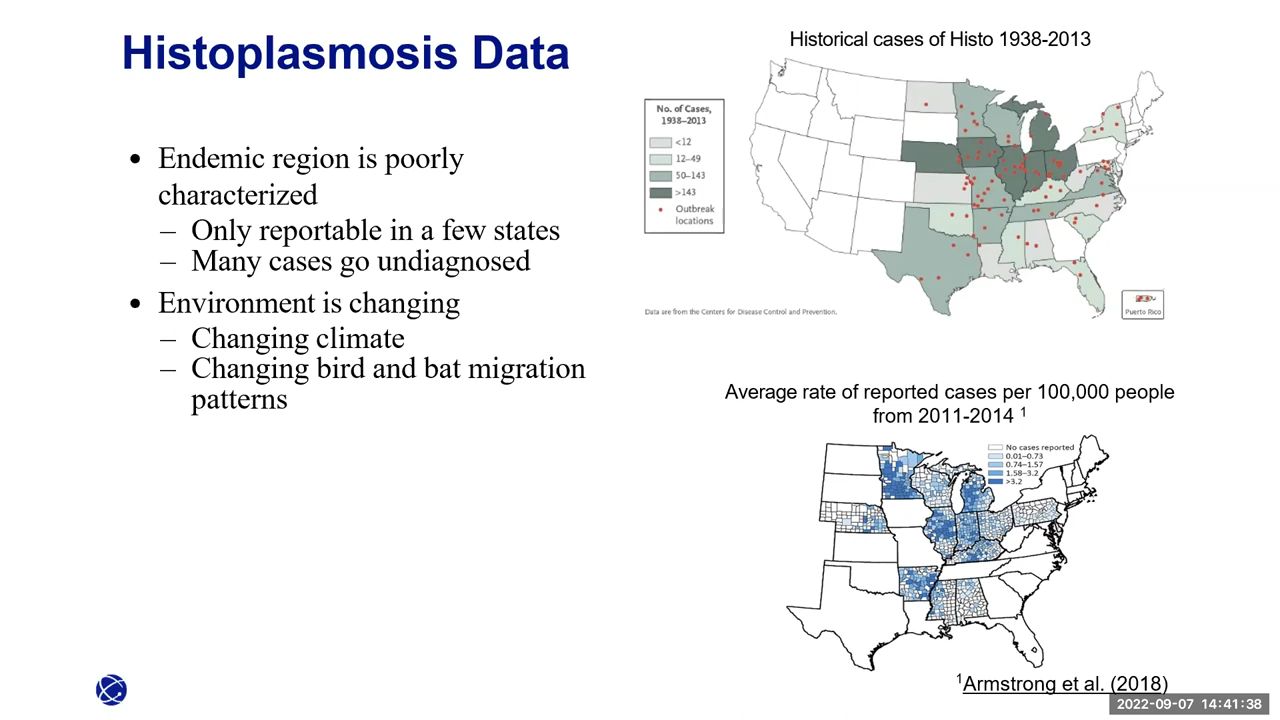 Histoplasmosis Data
• Endemic region is poorly
characterized
– Only reportable in a few states
– Many cases go undiagnosed
• Environment is changing
– Changing climate
– Changing bird and bat migration
patterns
Historical cases of Histo 1938-2013
No. of Cases,
1938–2013
<12
12–49
50–143
>143
Outbreak
locations
Data are from the Centers for Disease Control and Prevention.
Puerto Rico
Average rate of reported cases per 100,000 people
from 2011-2014 1
No cases reported
0.01–0.73
0.74–1.57
1.58–3.2
>3.2
1Armstrong et al. (2018)
2022-09-07 14:41:38